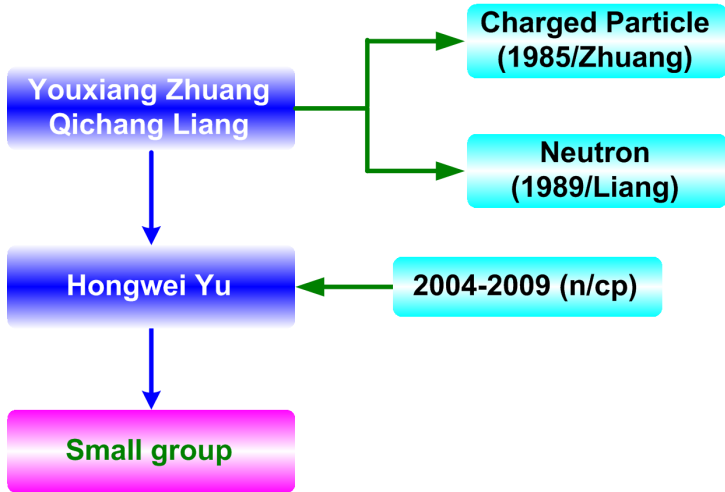 Charged Particle
(1985/Zhuang)
Youxiang Zhuang
Qichang Liang
Neutron
(1989/Liang)
Hongwei Yu
2004-2009 (n/cp)
Small group